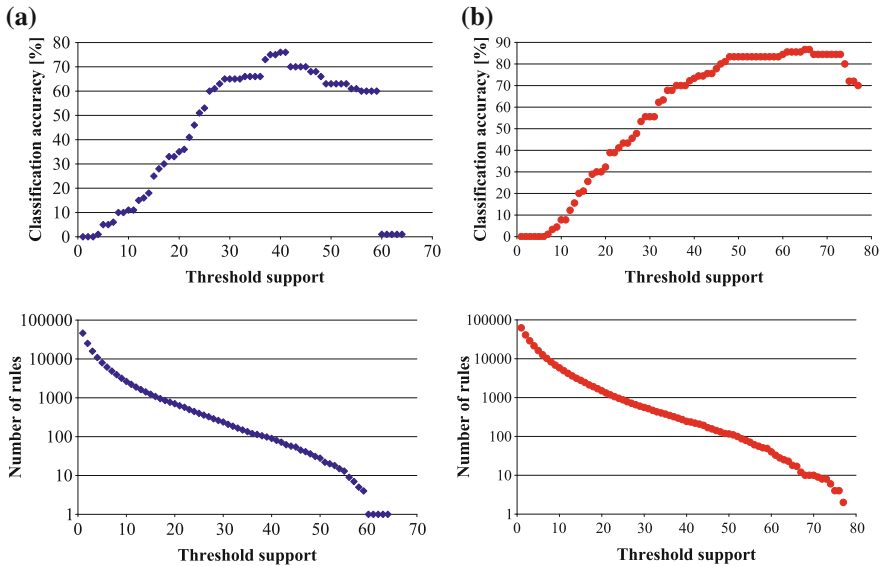 (a)
Classification accuracy [%]
80
70
60
50
40
30
20
10
0
0 10 20 30 40 50 60 70
Threshold support
(b)
Classification accuracy [%]
90
80
70
60
50
40
30
20
10
0
0 10 20 30 40 50 60 70 80
Threshold support
Number of rules
100000
10000
1000
100
10
1
0 10 20 30 40 50 60 70
Threshold support
Number of rules
100000
10000
1000
100
10
1
0 10 20 30 40 50 60 70 80
Threshold support